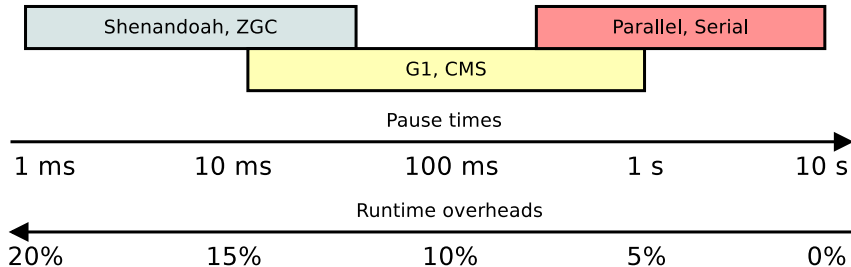 Shenandoah, ZGC
Parallel, Serial
G1, CMS
Pause times
1 ms 10 ms 100 ms 1 s 10 s
Runtime overheads
20% 15% 10% 5% 0%